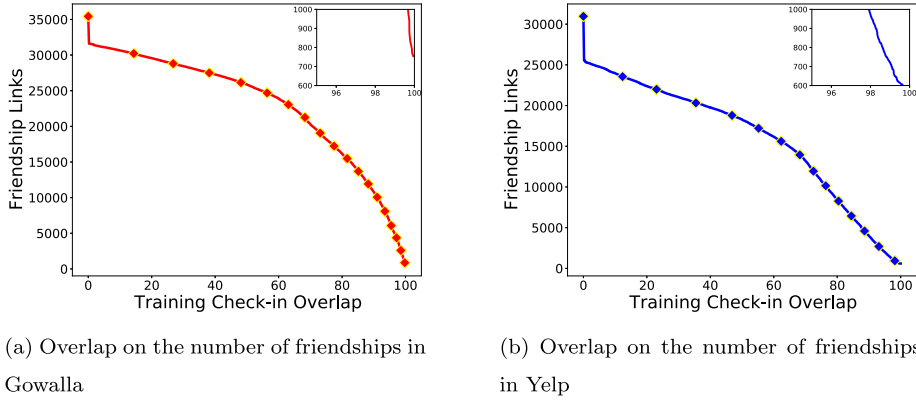 35000
30000
25000
20000
15000
10000
5000
0
Friendship Links
0 20 40 60 80 100
Training Check-in Overlap
1000
900
800
700
600
96 98 100
30000
25000
20000
15000
10000
5000
0
Friendship Links
0 20 40 60 80 100
Training Check-in Overlap
1000
900
800
700
600
96 98 100
(a) Overlap on the number of friendships in
Gowalla
(b) Overlap on the number of friendships
in Yelp